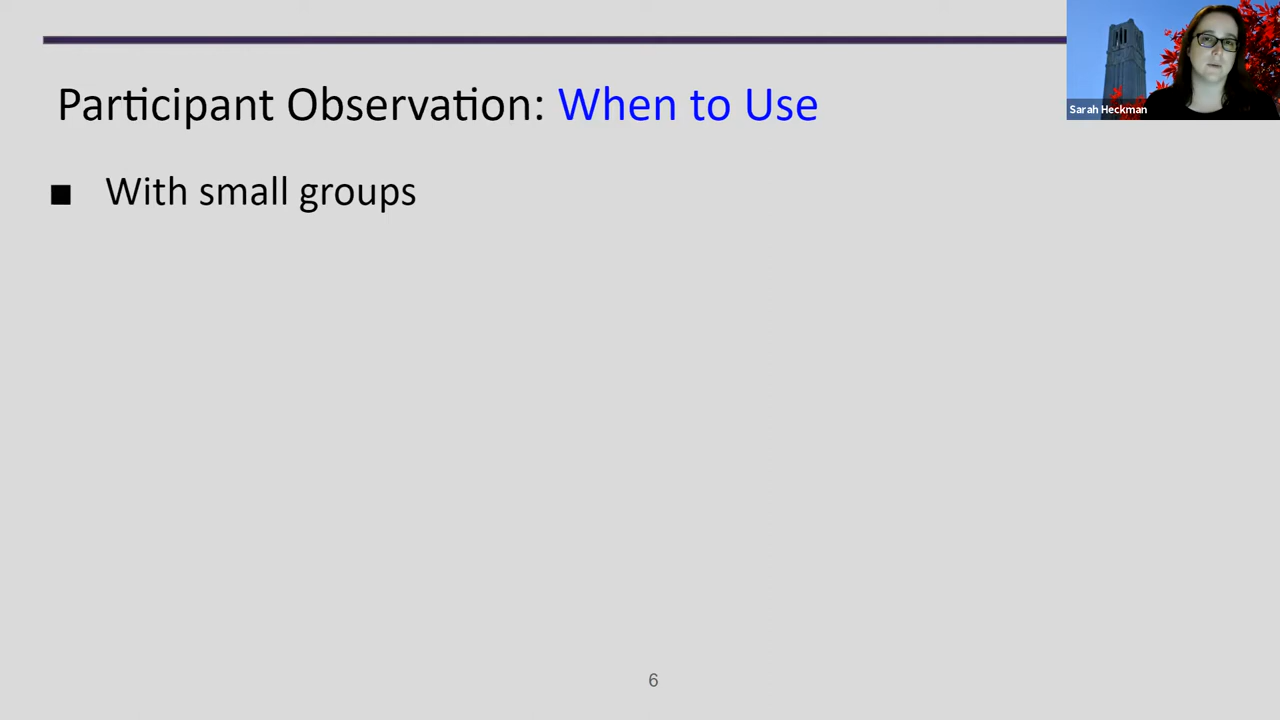 Participant Observation: When to Use
Sarah Heckman
■ With small groups
6